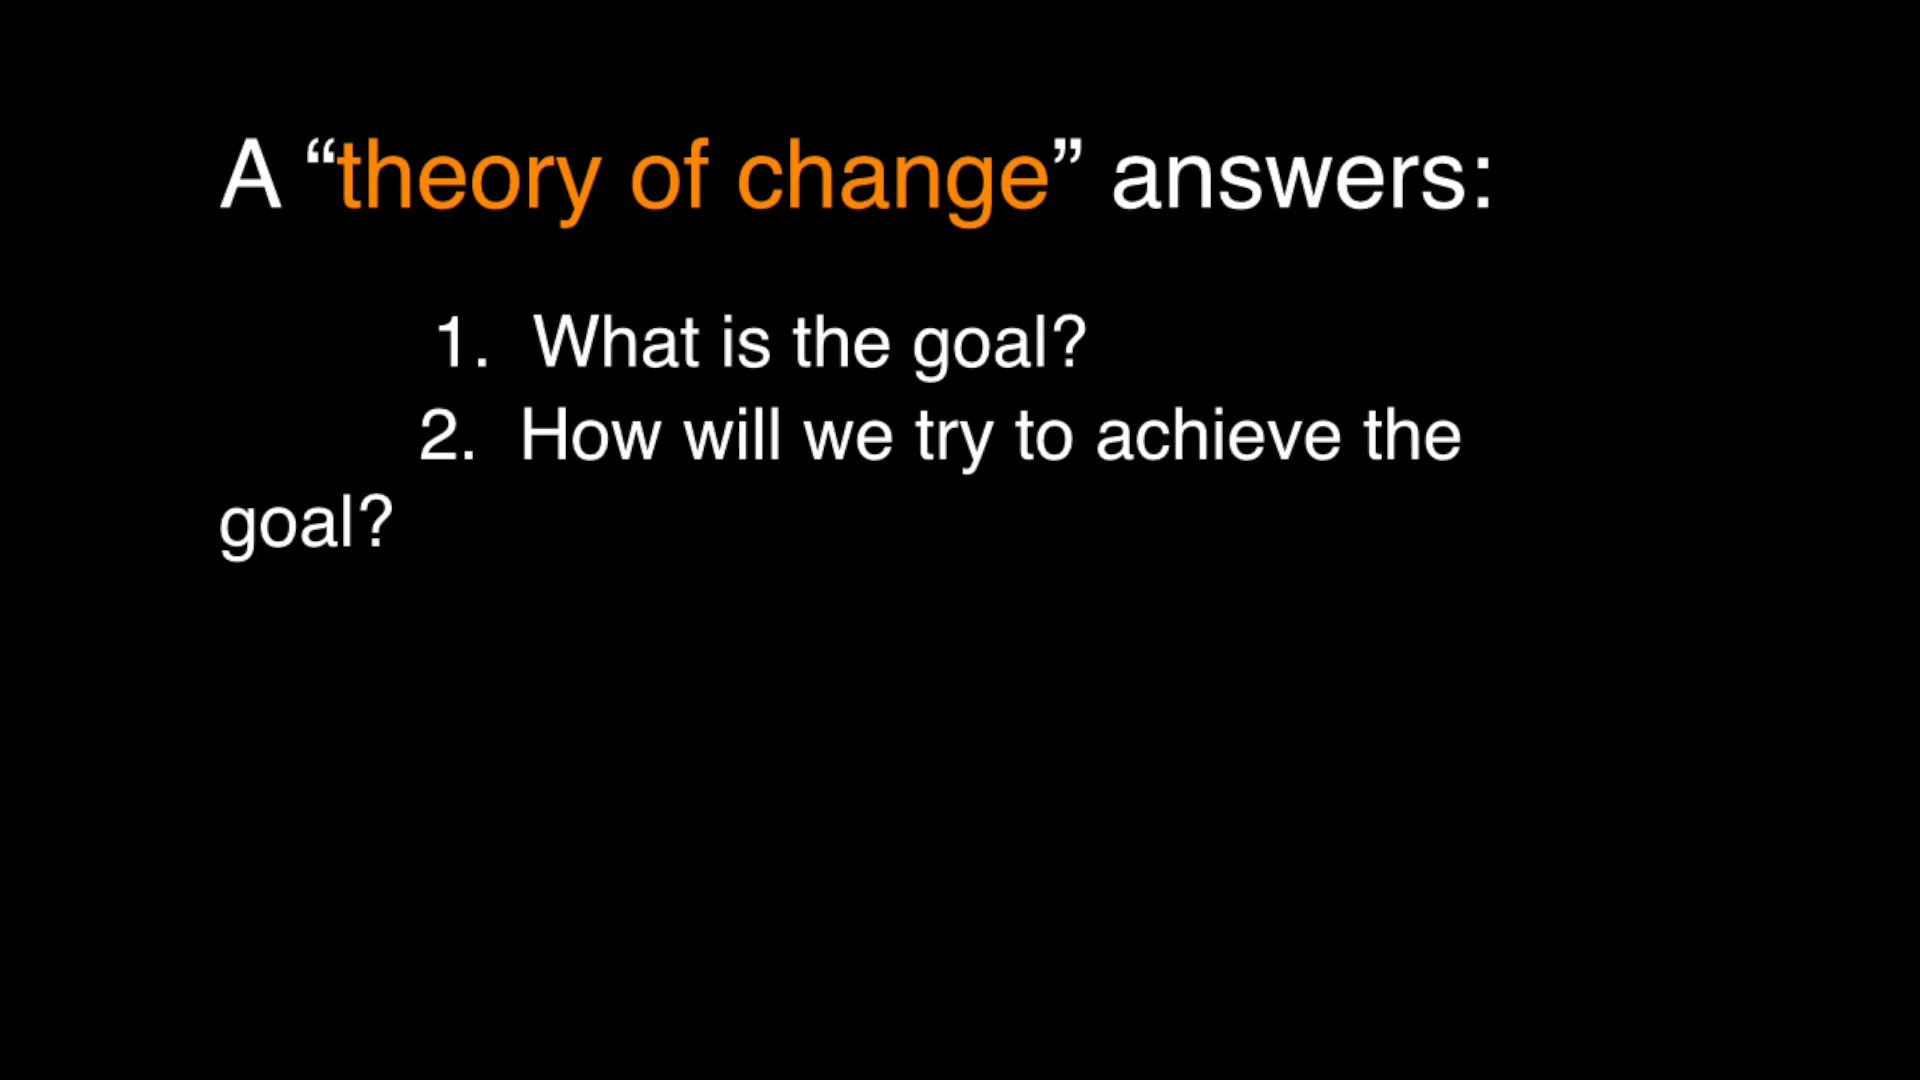 A “theory of change” answers:
1. What is the goal?
2. How will we try to achieve the
goal?